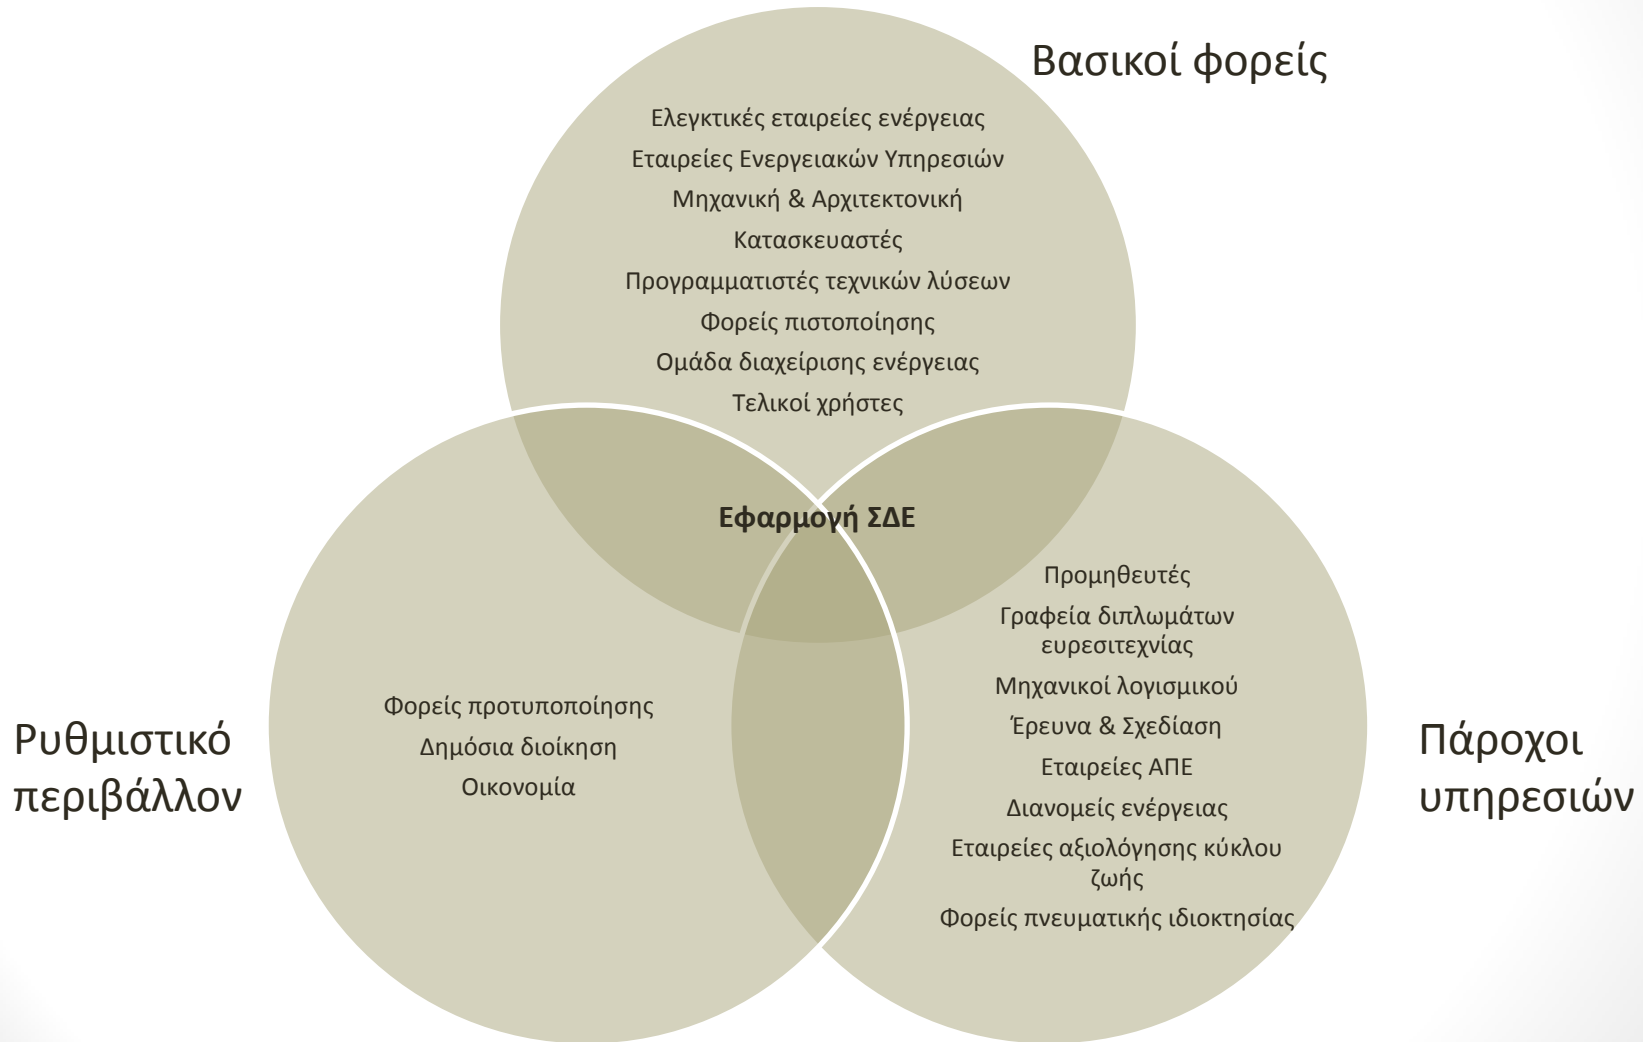 Βασικοί φορείς
Ελεγκτικές εταιρείες ενέργειας
Εταιρείες Ενεργειακών Υπηρεσιών
Μηχανική & Αρχιτεκτονική
Κατασκευαστές
Προγραμματιστές τεχνικών λύσεων
Φορείς πιστοποίησης
Ομάδα διαχείρισης ενέργειας
Τελικοί χρήστες
Εφαρμογή ΣΔΕ
Ρυθμιστικό
περιβάλλον
Φορείς προτυποποίησης
Δημόσια διοίκηση
Οικονομία
Προμηθευτές
Γραφεία διπλωμάτων
ευρεσιτεχνίας
Μηχανικοί λογισμικού
Έρευνα & Σχεδίαση
Εταιρείες ΑΠΕ
Διανομείς ενέργειας
Εταιρείες αξιολόγησης κύκλου
ζωής
Φορείς πνευματικής ιδιοκτησίας
Πάροχοι
υπηρεσιών